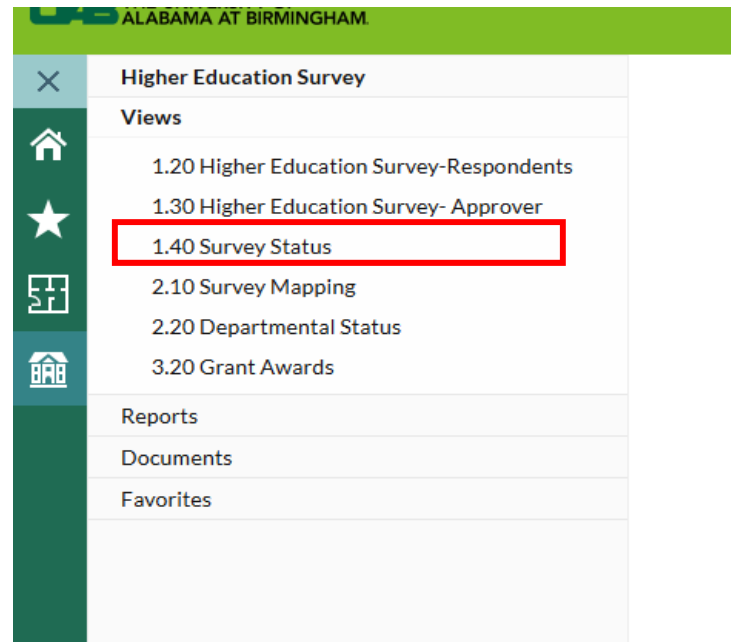 ALABAMA AT BIRMINGHAM.
Higher Education Survey
Views
1.20 Higher Education Survey-Respondents
1.30 Higher Education Survey- Approver
1.40 Survey Status
2.10 Survey Mapping
2.20 Departmental Status
3.20 Grant Awards
Reports
Documents
Favorites